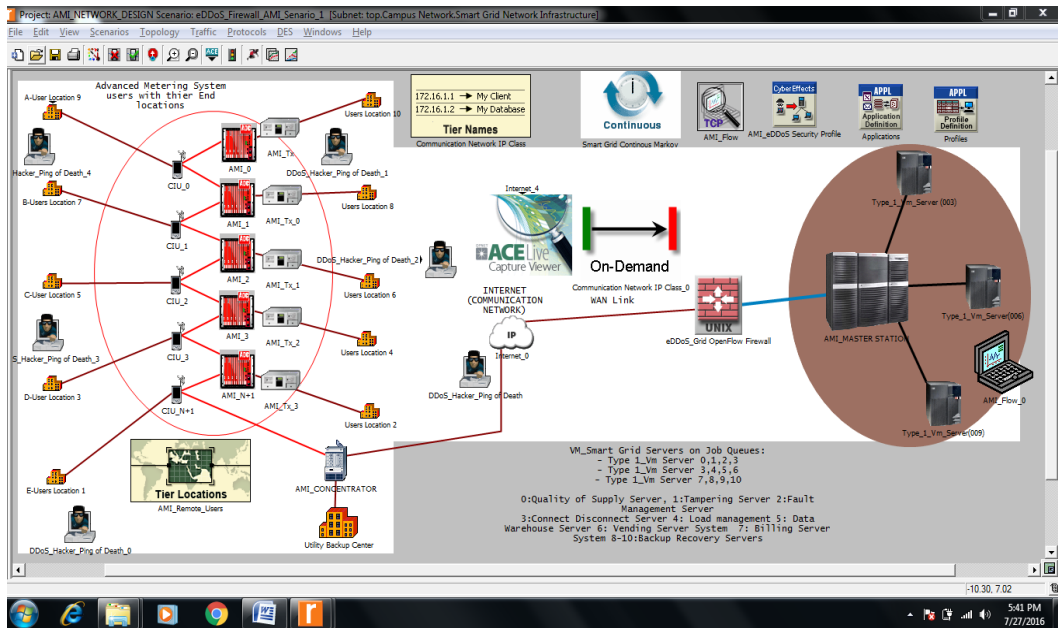 Project: AMI_NETWORK_DESIGN Scenario: eDDoS_Firewall_AMI_Senario_1 [Subnet: top.Campus Network.Smart Grid Network Infrastructure]
File Edit View Scenarios Topology Traffic Protocols DES Windows Help
Advanced Metering System
users with thier End
locations
A-User Location 9
Users Location 10
AMI_Tx
AMI_0
Hacker_Ping of Death_4
DDoS_Hacker_Ping of Death_1
CIU_0
B-Users Location 7
Users Location 8
AMI_1
AMI_Tx_0
CIU_1
AMI_2
DDoS_Hacker_Ping of Death_2
AMI_Tx_1
C-User Location 5
Users Location 6
CIU_2
AMI_3
AMI_Tx_2
S_Hacker_Ping of Death_3
Users Location 4
CIU_3
D-User Location 3
AMI_N+1
AMI_Tx_3
CIU_N+1
Users Location 2
E-Users Location 1
Tier Locations
AMI_Remote_Users
AMI_CONCENTRATOR
Utility Backup Center
DDoS_Hacker_Ping of Death_0
172.16.1.1 → My Client
172.16.1.2 → My Database
Tier Names
Communication Network IP Class
Continuous
Smart Grid Continous Markov
TCP
AMI_Flow
CyberEffects
AMI_eDDoS Security Profile
APPL
Application
Definition
Applications
APPL
Profile
Definition
Profiles
Internet_4
ACE Live
Capture Viewer
On-Demand
Communication Network IP Class_0
WAN Link
INTERNET
(COMMUNICATION
NETWORK)
IP
Internet_0
DDoS_Hacker_Ping of Death
UNIX
eDDoS_Grid OpenFlow Firewall
Type_1_Vm_Server (003)
Type_1_Vm_Server(006)
AMI_MASTER STATION
AMI_Flow_0
Type_1_Vm_Server(009)
VM_Smart Grid Servers on Job Queues:
- Type 1_Vm Server 0,1,2,3
- Type 1_Vm Server 3,4,5,6
- Type 1_Vm Server 7,8,9,10
0:Quality of Supply Server, 1:Tampering Server 2:Fault
Management Server
3:Connect Disconnect Server 4: Load management 5: Data
Warehouse Server 6: Vending Server System 7: Billing Server
System 8-10:Backup Recovery Servers
-10.30, 7.02
5:41 PM
7/27/2016